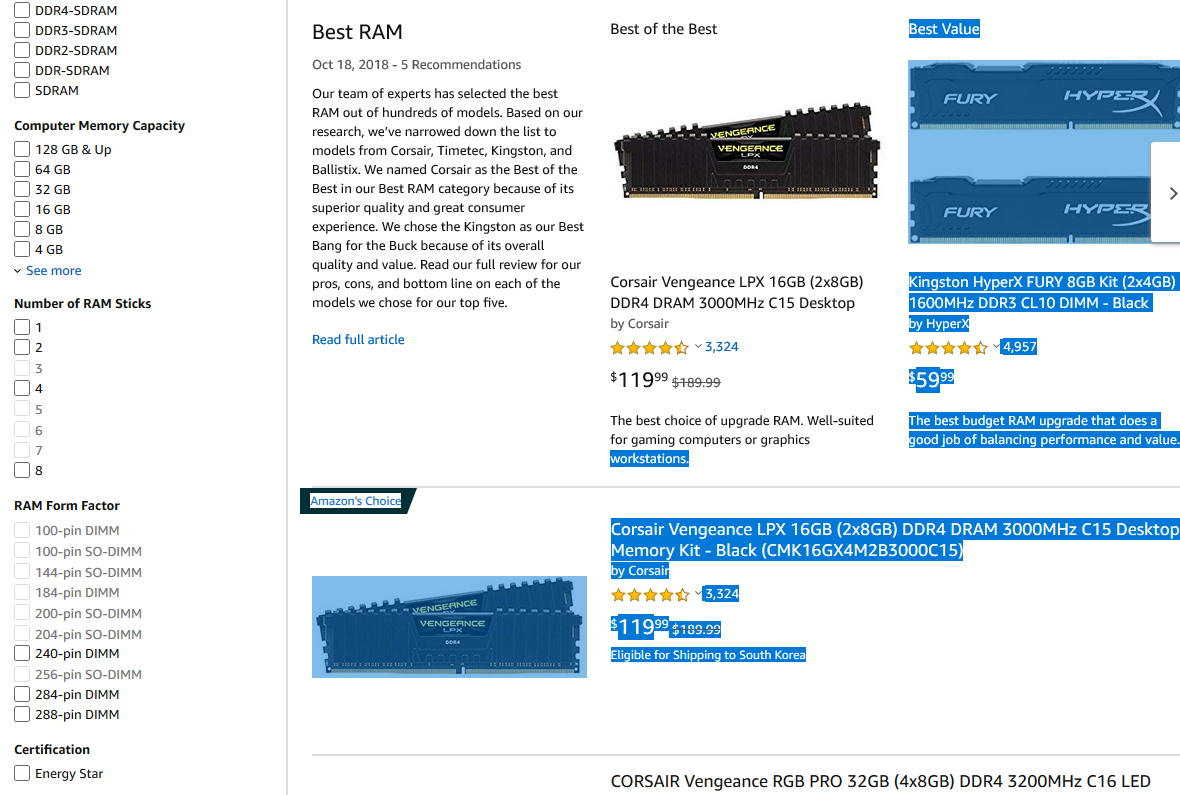 DDR4-SDRAM
DDR3-SDRAM
DDR2-SDRAM
DDR-SDRAM
SDRAM
Computer Memory Capacity
128 GB & Up
64 GB
32 GB
16 GB
8 GB
4 GB
See more
Number of RAM Sticks
1
2
3
4
5
6
7
8
RAM Form Factor
100-pin DIMM
100-pin SO-DIMM
144-pin SO-DIMM
184-pin DIMM
200-pin SO-DIMM
204-pin SO-DIMM
240-pin DIMM
256-pin SO-DIMM
284-pin DIMM
288-pin DIMM
Certification
Energy Star
Best RAM
Oct 18, 2018 - 5 Recommendations
Our team of experts has selected the best
RAM out of hundreds of models. Based on our
research, we’ve narrowed down the list to
models from Corsair, Timetec, Kingston, and
Ballistix. We named Corsair as the Best of the
Best in our Best RAM category because of its
superior quality and great consumer
experience. We chose the Kingston as our Best
Bang for the Buck because of its overall
quality and value. Read our full review for our
pros, cons, and bottom line on each of the
models we chose for our top five.
Read full article
Best of the Best
VENGEANCE
VENGEANCE
LPX
DDR4
Corsair Vengeance LPX 16GB (2x8GB)
DDR4 DRAM 3000MHz C15 Desktop
by Corsair
3,324
$11999 $189.99
The best choice of upgrade RAM. Well-suited
for gaming computers or graphics
workstations.
Best Value
FURY HYPERX
FURY HYPER
Kingston HyperX FURY 8GB Kit (2x4GB)
1600MHz DDR3 CL10 DIMM - Black
by HyperX
4,957
$5999
The best budget RAM upgrade that does a
good job of balancing performance and value.
Amazon's Choice
VENGEANCE
VENGEANCE
LPX
DDR4
Corsair Vengeance LPX 16GB (2x8GB) DDR4 DRAM 3000MHz C15 Desktop
Memory Kit - Black (CMK16GX4M2B3000C15)
by Corsair
3,324
$11999 $189.99
Eligible for Shipping to South Korea
CORSAIR Vengeance RGB PRO 32GB (4x8GB) DDR4 3200MHz C16 LED